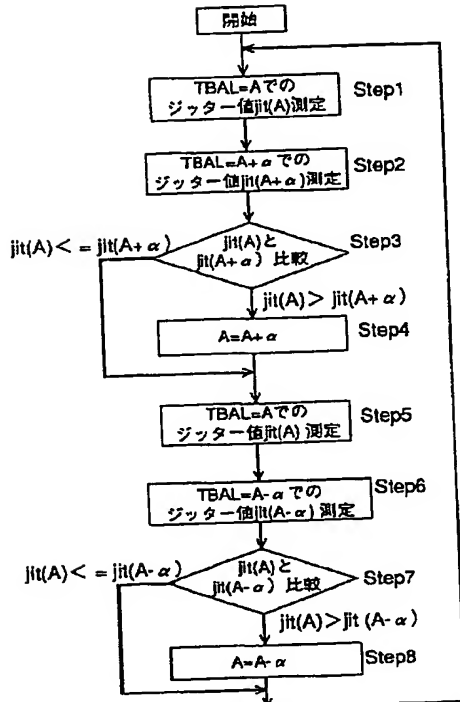 開始
TBAL=Aでの
ジッター値jit(A)測定
Step1
TBAL=A+αでの
ジッター値jit(A+α)測定
Step2
jit(A)<=jit(A+α)
jit(A)と
jit(A+α) 比較
Step3
jit(A)>jit(A+α)
A=A+α
Step4
TBAL=Aでの
ジッター値jit(A) 測定
Step5
TBAL=A-αでの
ジッター値jit(A-α) 測定
Step6
jit(A)<=jit(A-α)
jit(A)と
jit(A-α) 比較
Step7
jit(A)>jit (A-α)
A=A-α
Step8